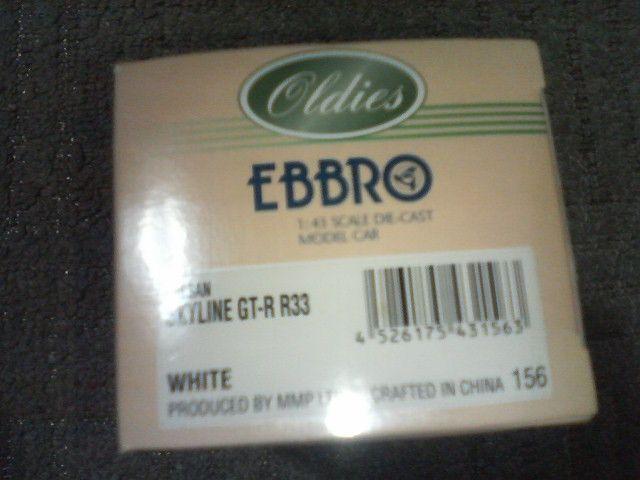 Oldies
EBBRO
1:43 SCALE DIE-CAST
MODEL CAR
SKYLINE GT-R R33
4 526175 431563
WHITE
PRODUCED BY MMP CRAFTED IN CHINA 156